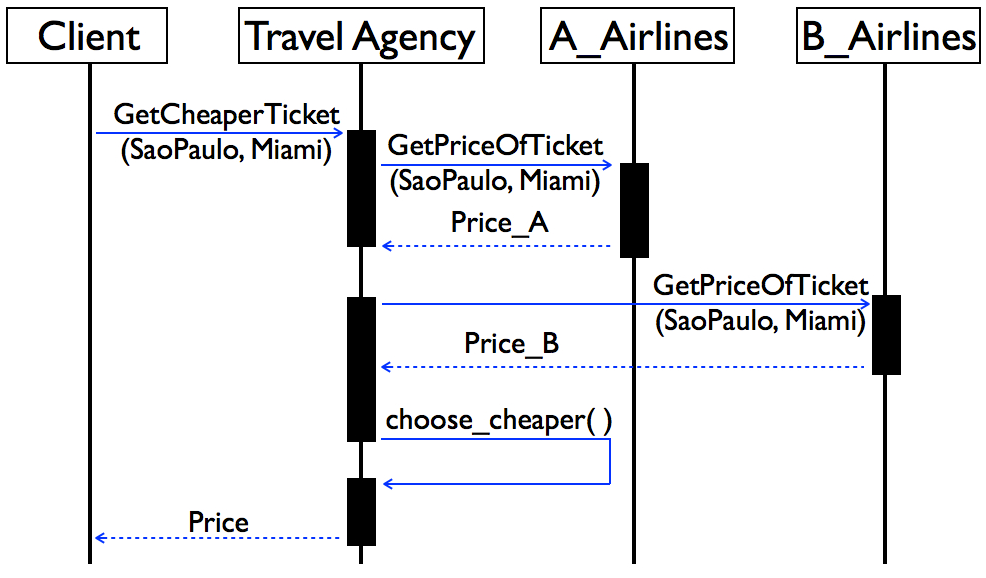 Client
Travel Agency
A_Airlines
B_Airlines
GetCheaperTicket
(SaoPaulo, Miami)
GetPriceOfTicket
(SaoPaulo, Miami)
Price_A
GetPriceOfTicket
(SaoPaulo, Miami)
Price_B
choose_cheaper( )
Price